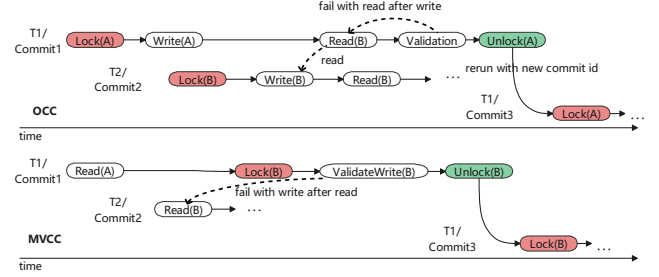 fail with read after write
T1/
Commit1
Lock(A)
Write(A)
Read(B)
Validation
Unlock(A)
read
T2/
Commit2
Lock(B)
Write(B)
Read(B)
...
rerun with new commit id
T1/
Commit3
Lock(A)
...
OCC
time
T1/
Commit1
Read(A)
Lock(B)
ValidateWrite(B)
Unlock(B)
fail with write after read
T2/
Commit2
Read(B)
...
T1/
Commit3
Lock(B)
...
MVCC
time